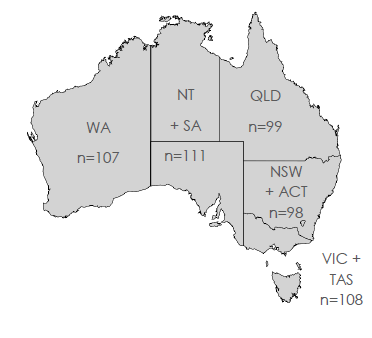 WA
n=107
NT
+ SA
n=111
QLD
n=99
NSW
+ ACT
n=98
VIC +
TAS
n=108